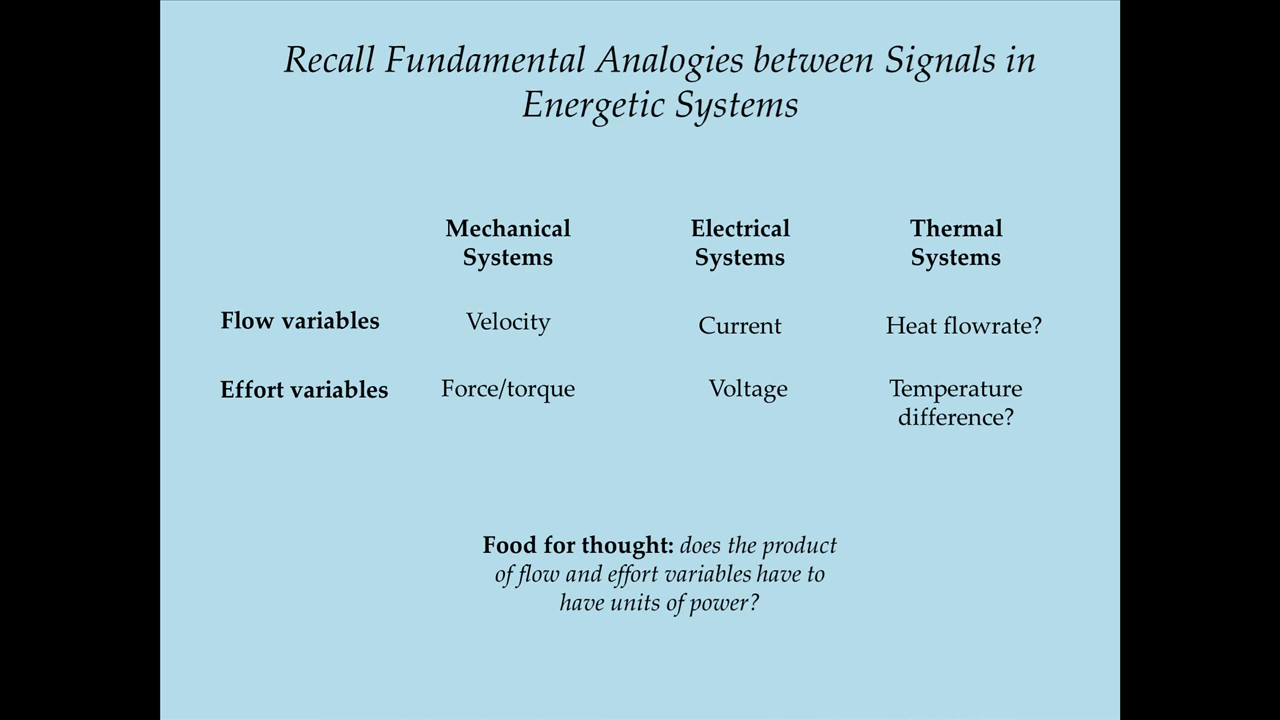 Recall Fundamental Analogies between Signals in
Energetic Systems
Mechanical Systems Electrical Systems Thermal Systems
Flow variables Velocity Current Heat flowrate?
Effort variables Force/torque Voltage Temperature difference?
Food for thought: does the product
of flow and effort variables have to
have units of power?